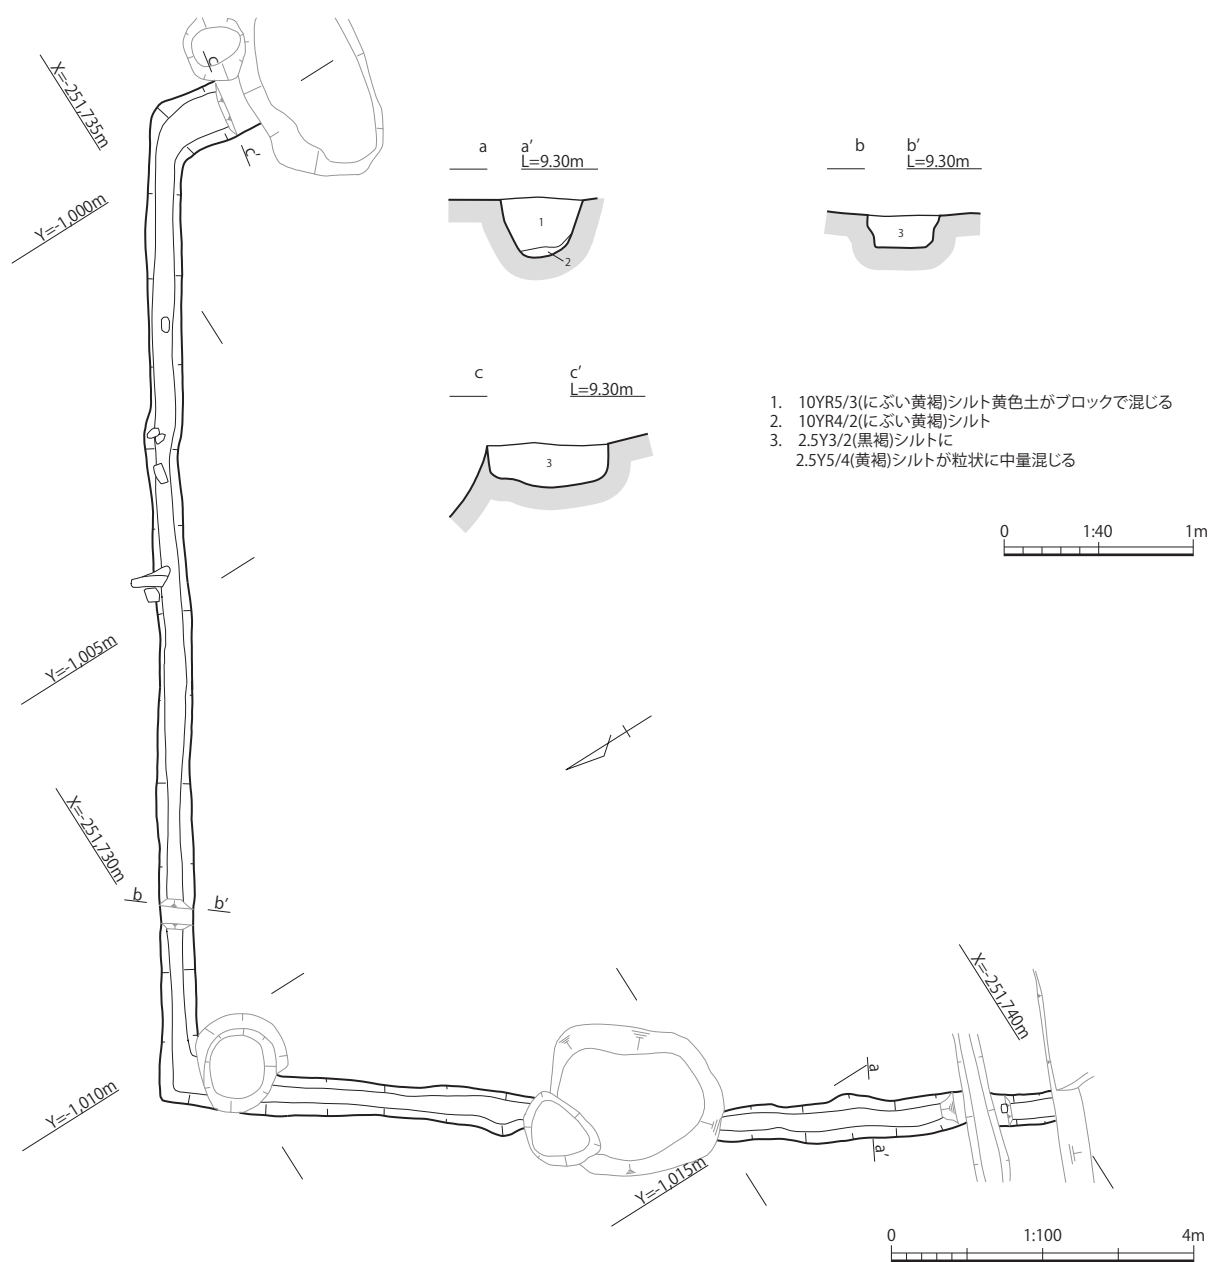 c
c'
X=-251,735m
Y=-1,000m
a a'
L=9.30m
1
2
b b'
L=9.30m
3
c c'
L=9.30m
3
1. 10YR5/3(にぶい黄褐)シルト黄色土がブロックで混じる
2. 10YR4/2(にぶい黄褐)シルト
3. 2.5Y3/2(黒褐)シルトに
2.5Y5/4(黄褐)シルトが粒状に中量混じる
0 1:40 1m
Y=-1,005m
X=-251,730m
b b'
X=-251,740m
a
a'
Y=-1,010m
Y=-1,015m
0 1:100 4m